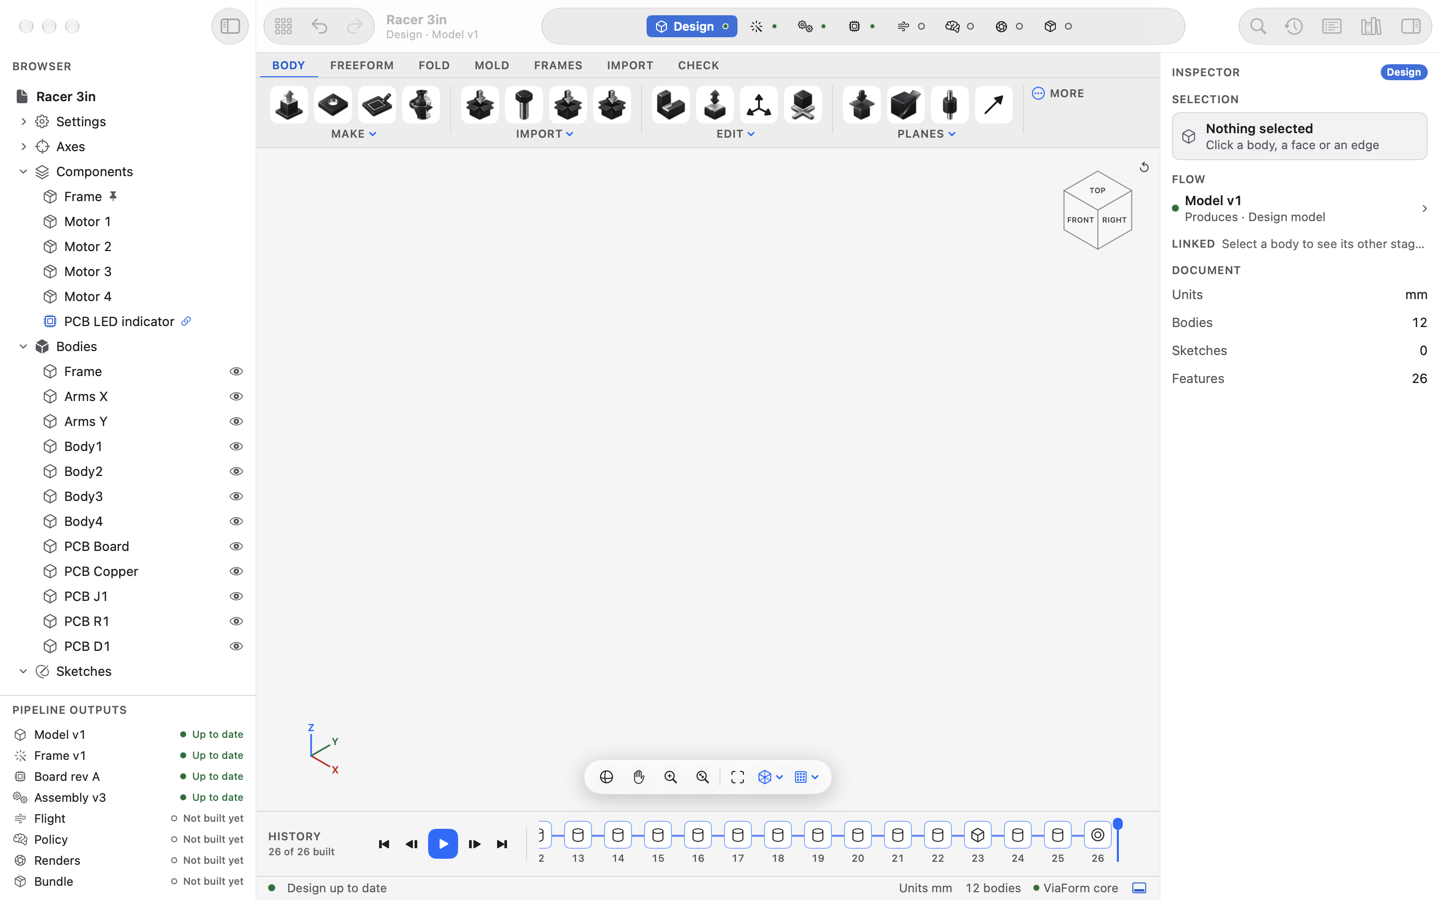 Racer 3in
Design · Model v1
Design
BROWSER
Racer 3in
Settings
Axes
Components
Frame
Motor 1
Motor 2
Motor 3
Motor 4
PCB LED indicator
Bodies
Frame
Arms X
Arms Y
Body1
Body2
Body3
Body4
PCB Board
PCB Copper
PCB J1
PCB R1
PCB D1
Sketches
PIPELINE OUTPUTS
Model v1 Up to date
Frame v1 Up to date
Board rev A Up to date
Assembly v3 Up to date
Flight Not built yet
Policy Not built yet
Renders Not built yet
Bundle Not built yet
BODY FREEFORM FOLD MOLD FRAMES IMPORT CHECK
MAKE IMPORT EDIT PLANES MORE
TOP
FRONT RIGHT
Z
Y
X
HISTORY
26 of 26 built
2 13 14 15 16 17 18 19 20 21 22 23 24 25 26
Design up to date
Units mm 12 bodies ViaForm core
INSPECTOR Design
SELECTION
Nothing selected
Click a body, a face or an edge
FLOW
Model v1
Produces · Design model
LINKED Select a body to see its other stag...
DOCUMENT
Units mm
Bodies 12
Sketches 0
Features 26